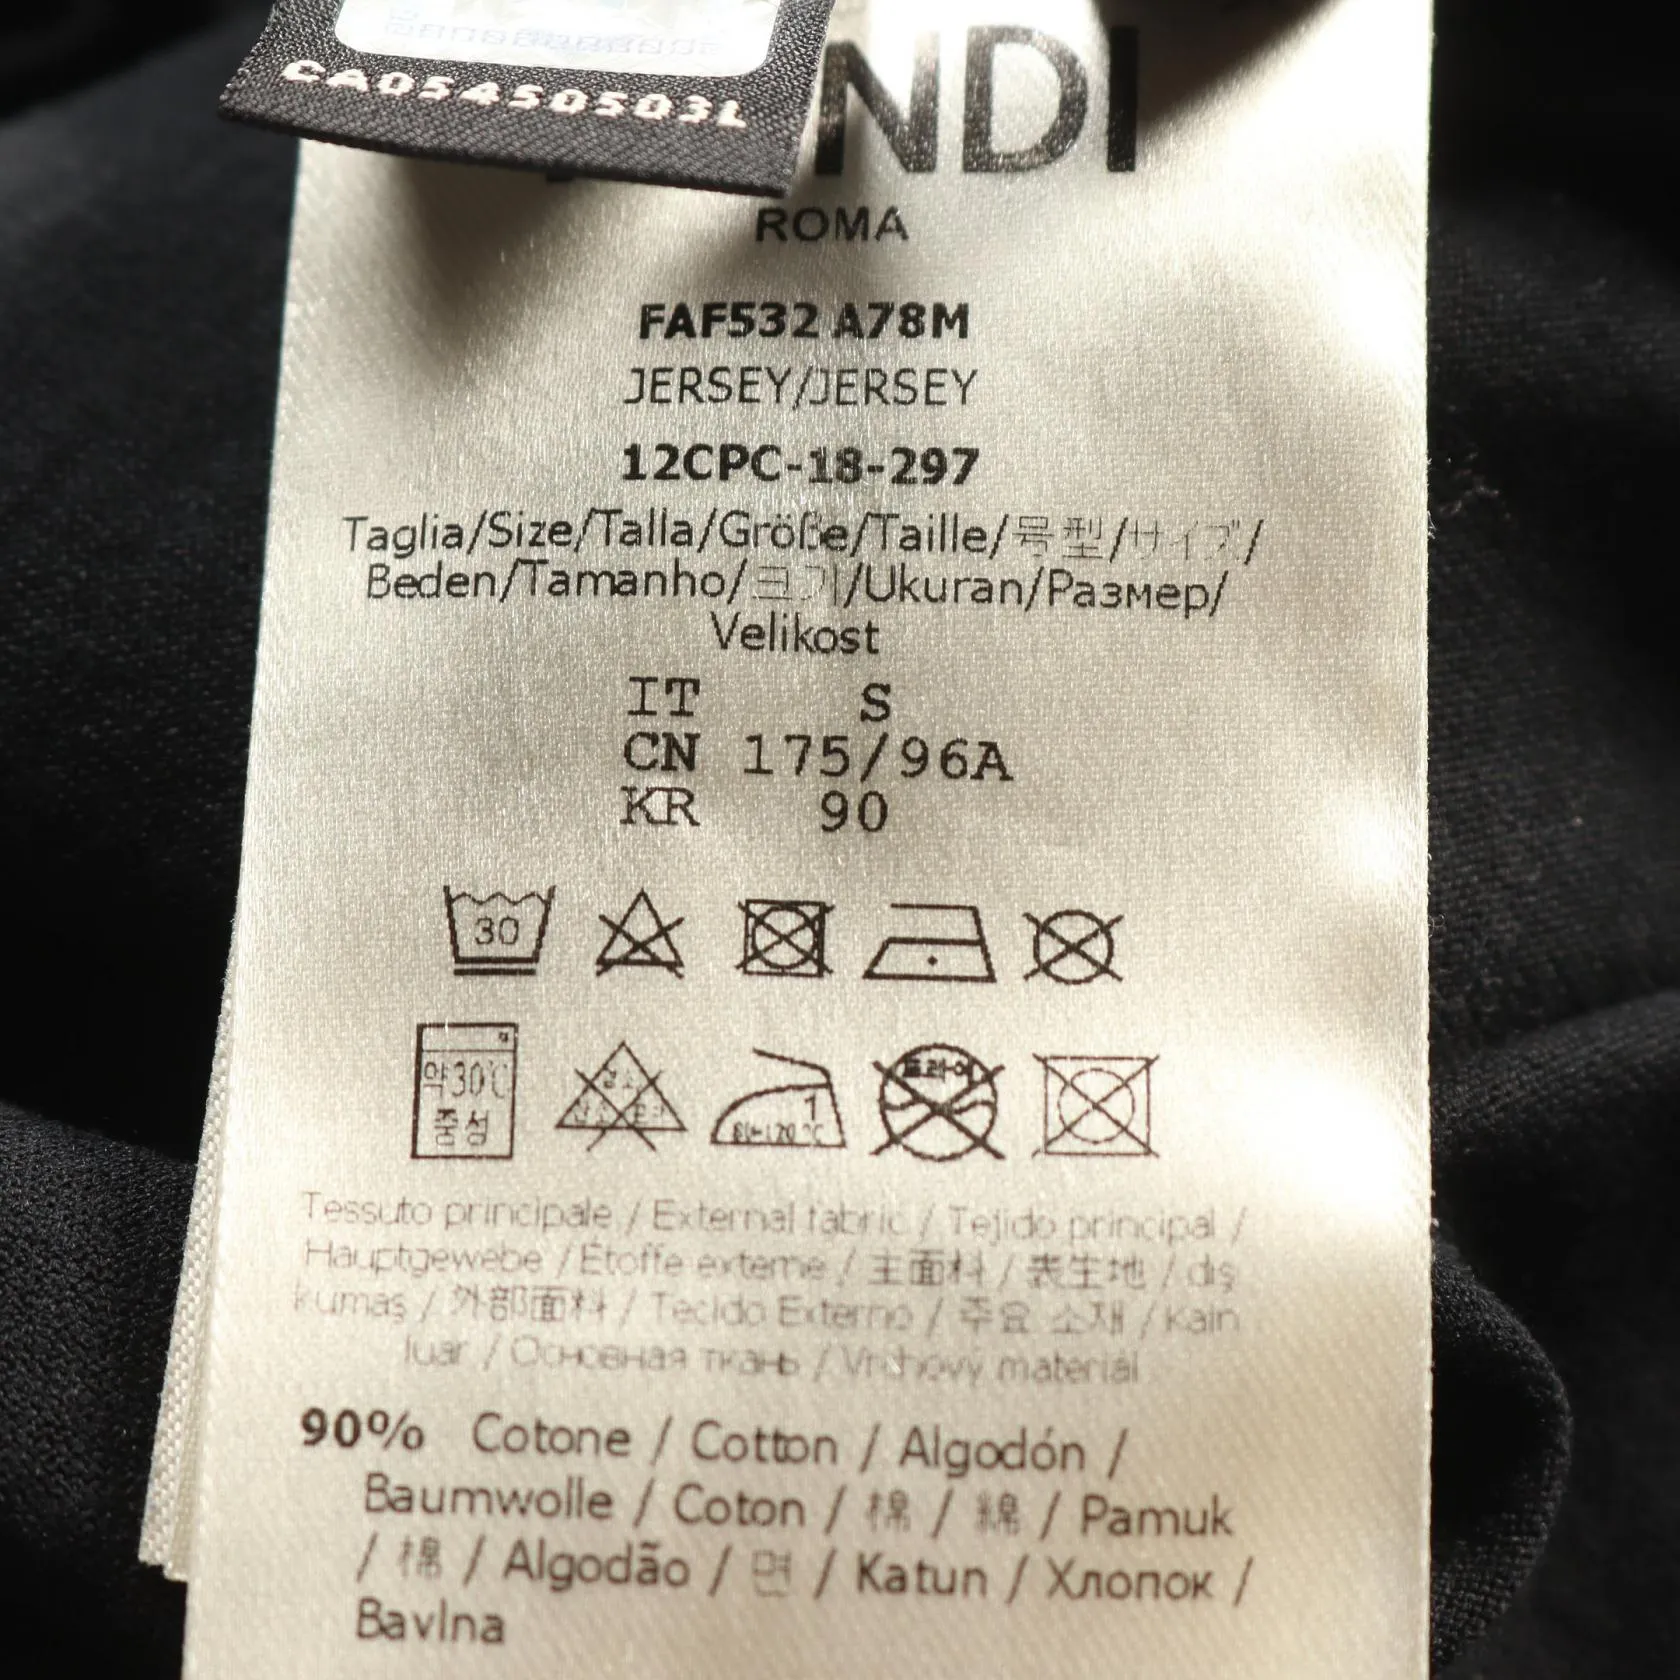 CA05450503L
NDI
ROMA
FAF532 A78M
JERSEY/JERSEY
12CPC-18-297
Taglia/Size/Talla/Größe/Taille/号型/サイズ/
Beden/Tamanho/크기/Ukuran/Размер/
Velikost
IT S
CN 175/96A
KR 90
30
약30℃
중성
Tessuto principale / External fabric / Tejido principal /
Hauptgewebe / Étoffe externe / 主面料 / 表生地 / dış
kumaş / 外部面料 / Tecido Externo / 주요 소재 / Kain
luar / Основная ткань / Vrchový materiál
90% Cotone / Cotton / Algodón /
Baumwolle / Coton / 棉 / 綿 / Pamuk
/ 棉 / Algodão / 면 / Katun / Хлопок /
Bavlna